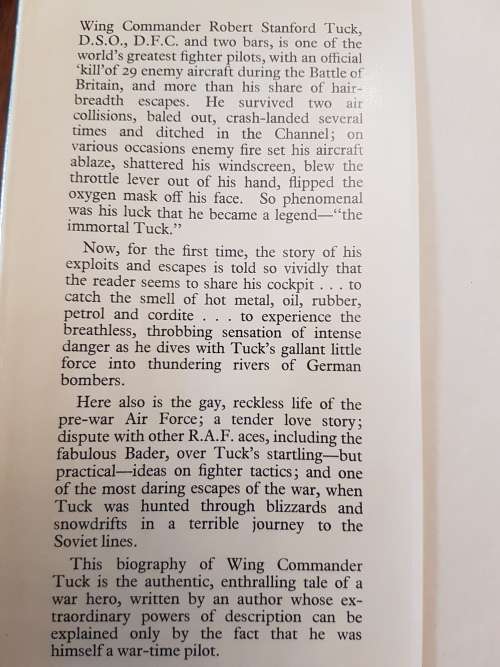 Wing Commander Robert Stanford Tuck,
D.S.O., D.F.C. and two bars, is one of the
world's greatest fighter pilots, with an official
'kill'of 29 enemy aircraft during the Battle of
Britain, and more than his share of hair-
breadth escapes. He survived two air
collisions, baled out, crash-landed several
times and ditched in the Channel; on
various occasions enemy fire set his aircraft
ablaze, shattered his windscreen, blew the
throttle lever out of his hand, flipped the
oxygen mask off his face. So phenomenal
was his luck that he became a legend—"the
immortal Tuck."
Now, for the first time, the story of his
exploits and escapes is told so vividly that
the reader seems to share his cockpit . . . to
catch the smell of hot metal, oil, rubber,
petrol and cordite . . . to experience the
breathless, throbbing sensation of intense
danger as he dives with Tuck's gallant little
force into thundering rivers of German
bombers.
Here also is the gay, reckless life of the
pre-war Air Force; a tender love story;
dispute with other R.A.F. aces, including the
fabulous Bader, over Tuck's startling—but
practical—ideas on fighter tactics; and one
of the most daring escapes of the war, when
Tuck was hunted through blizzards and
snowdrifts in a terrible journey to the
Soviet lines.
This biography of Wing Commander
Tuck is the authentic, enthralling tale of a
war hero, written by an author whose ex-
traordinary powers of description can be
explained only by the fact that he was
himself a war-time pilot.